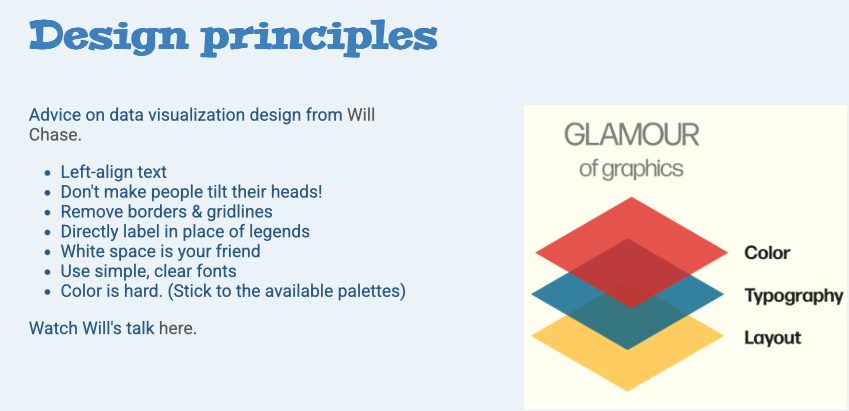 Design principles
Advice on data visualization design from Will
Chase.
• Left-align text
• Don't make people tilt their heads!
• Remove borders & gridlines
• Directly label in place of legends
• White space is your friend
• Use simple, clear fonts
• Color is hard. (Stick to the available palettes)
Watch Will's talk here.
GLAMOUR
of graphics
Color
Typography
Layout